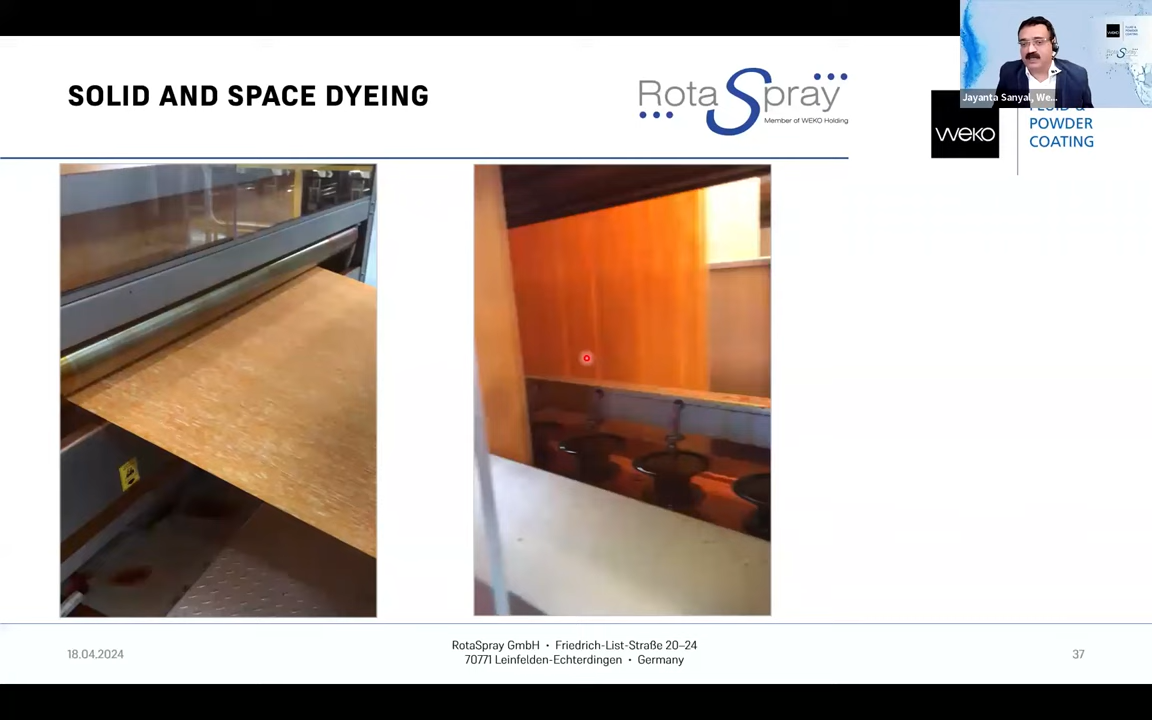 SOLID AND SPACE DYEING
RotaSpray
Member of WEKO Holding
Jayanta Sanyal, We...
weko
FLUID &
POWDER
COATING
18.04.2024
RotaSpray GmbH • Friedrich-List-Straße 20–24
70771 Leinfelden-Echterdingen • Germany
37